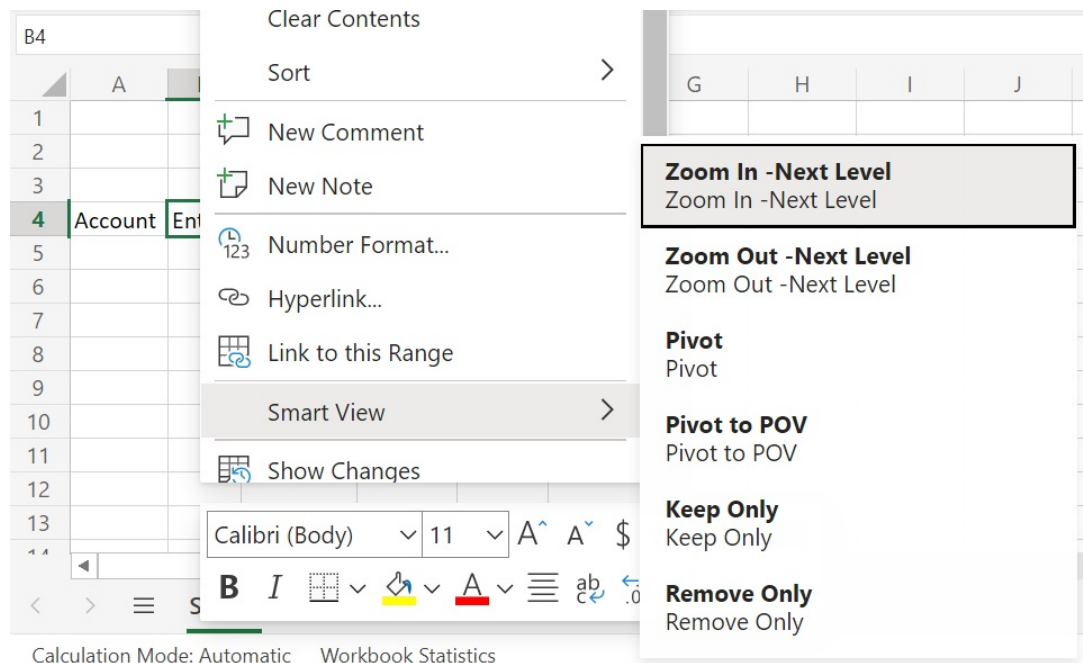 B4
Clear Contents
Sort
A
G H I J
1
New Comment
2
3
New Note
Zoom In -Next Level
Zoom In -Next Level
4 Account Ent
5
Number Format...
Zoom Out -Next Level
Zoom Out -Next Level
6
Hyperlink...
7
Pivot
8
Link to this Range
Pivot
9
Smart View
10
Pivot to POV
11
Pivot to POV
Show Changes
12
Keep Only
13
Calibri (Body) 11 A A $
Keep Only
14
B I A ab
Remove Only
S
Remove Only
Calculation Mode: Automatic Workbook Statistics